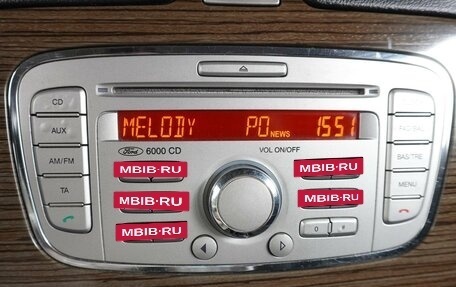 CD
AUX
AM/FM
TA
MELODY PO NEWS 1551
Ford 6000 CD
VOL ON/OFF
MBIB·RU
MBIB·RU
MBIB·RU
MBIB·RU
MBIB·RU
BAS/TRE
MENU
0 *